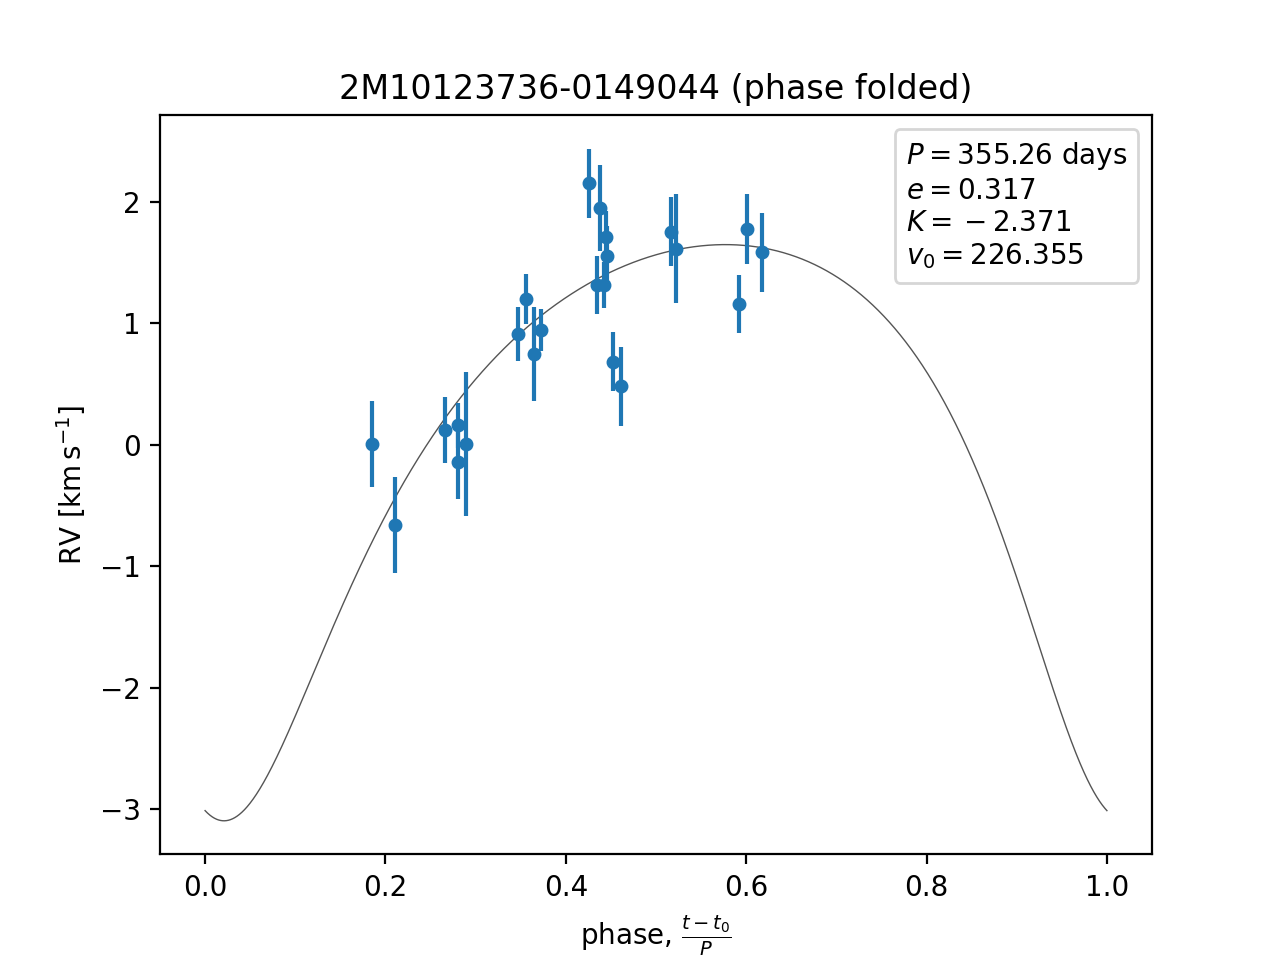 2M10123736-0149044 (phase folded)
P = 355.26 days
e = 0.317
K = −2.371
v₀ = 226.355
RV [km s⁻¹]
2
1
0
−1
−2
−3
0.0 0.2 0.4 0.6 0.8 1.0
phase, (t − t₀)/P